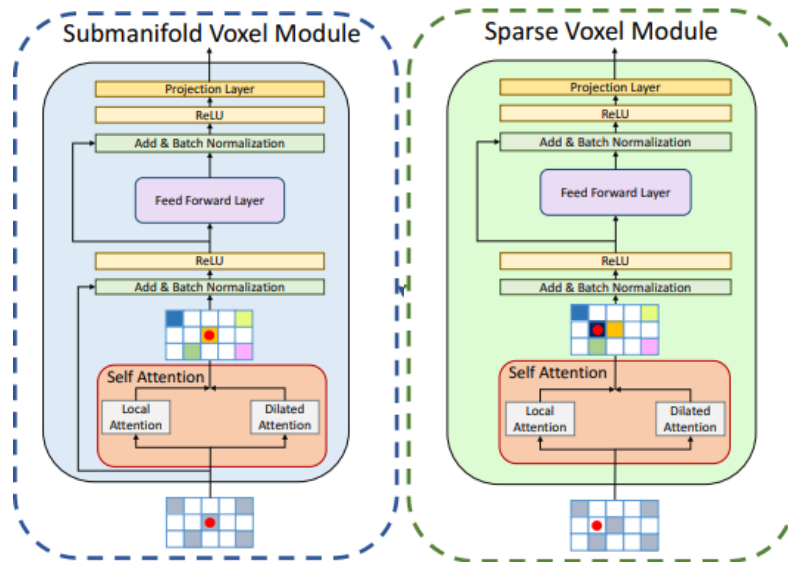 Submanifold Voxel Module
Projection Layer
ReLU
Add & Batch Normalization
Feed Forward Layer
ReLU
Add & Batch Normalization
Self Attention
Local
Attention
Dilated
Attention
Sparse Voxel Module
Projection Layer
ReLU
Add & Batch Normalization
Feed Forward Layer
ReLU
Add & Batch Normalization
Self Attention
Local
Attention
Dilated
Attention